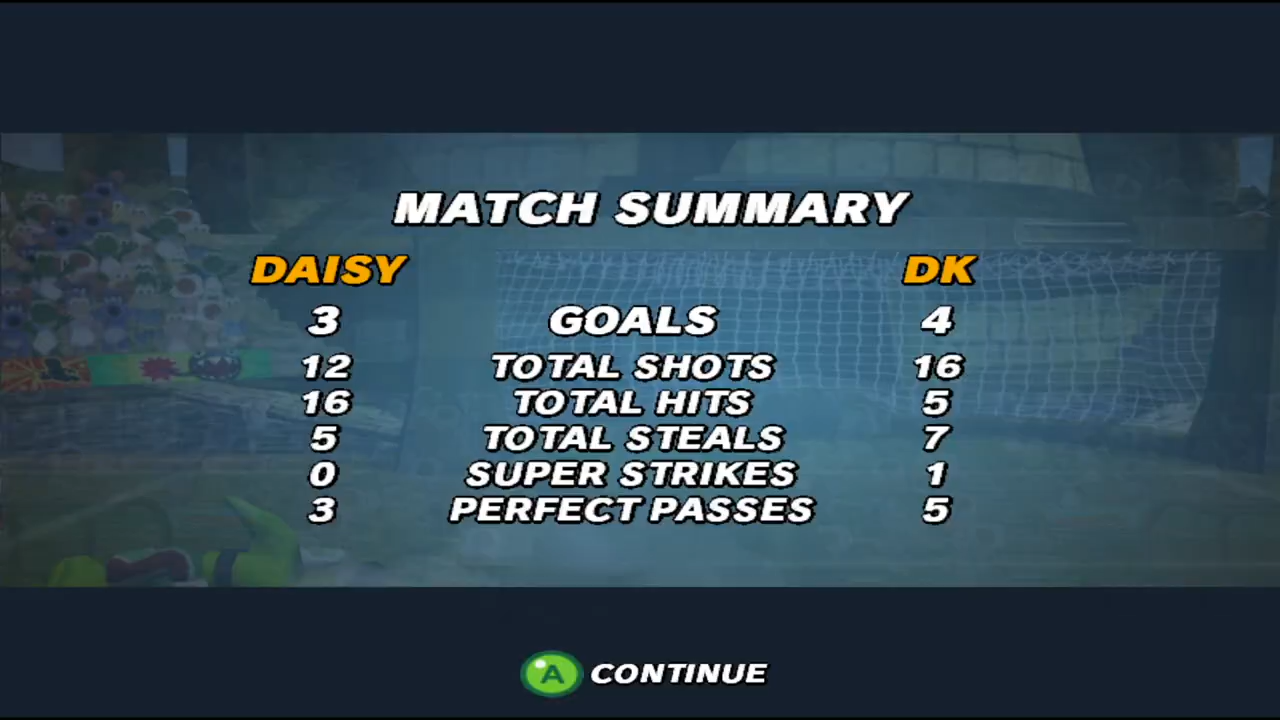 MATCH SUMMARY
DAISY DK
3 GOALS 4
12 TOTAL SHOTS 16
16 TOTAL HITS 5
5 TOTAL STEALS 7
0 SUPER STRIKES 1
3 PERFECT PASSES 5
A CONTINUE